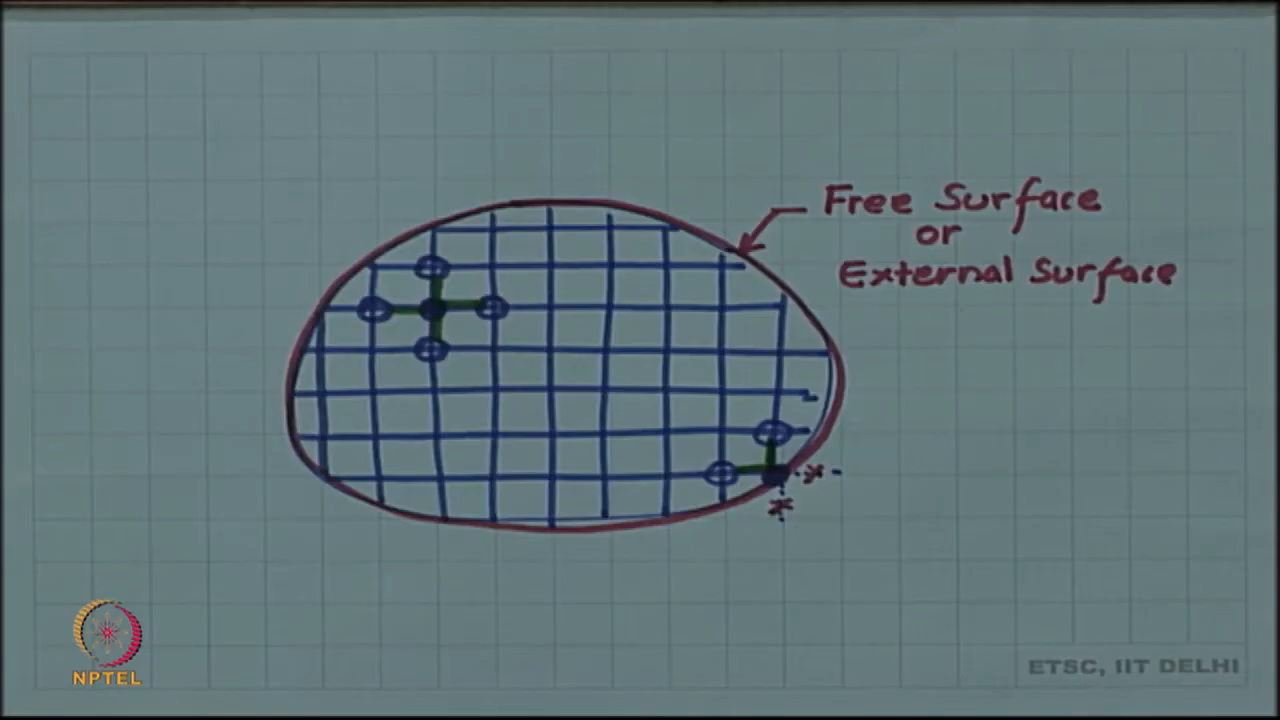 Free Surface
or
External Surface
NPTEL
ETSC, IIT DELHI